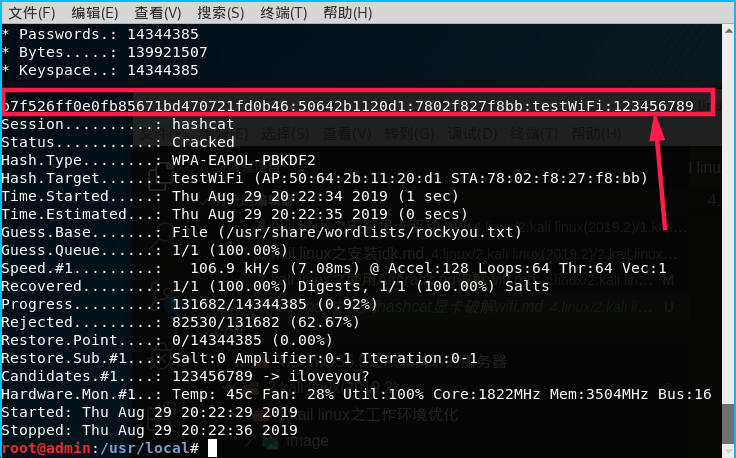 文件(F) 编辑(E) 查看(V) 搜索(S) 终端(T) 帮助(H)
* Passwords.: 14344385
* Bytes.....: 139921507
* Keyspace..: 14344385
b7f526ff0e0fb85671bd470721fd0b46:50642b1120d1:7802f827f8bb:testWiFi:123456789
Session..........: hashcat
Status...........: Cracked
Hash.Type........: WPA-EAPOL-PBKDF2
Hash.Target......: testWiFi (AP:50:64:2b:11:20:d1 STA:78:02:f8:27:f8:bb)
Time.Started.....: Thu Aug 29 20:22:34 2019 (1 sec)
Time.Estimated...: Thu Aug 29 20:22:35 2019 (0 secs)
Guess.Base.......: File (/usr/share/wordlists/rockyou.txt)
Guess.Queue......: 1/1 (100.00%)
Speed.#1.........:   106.9 kH/s (7.08ms) @ Accel:128 Loops:64 Thr:64 Vec:1
Recovered........: 1/1 (100.00%) Digests, 1/1 (100.00%) Salts
Progress.........: 131682/14344385 (0.92%)
Rejected.........: 82530/131682 (62.67%)
Restore.Point....: 0/14344385 (0.00%)
Restore.Sub.#1...: Salt:0 Amplifier:0-1 Iteration:0-1
Candidates.#1....: 123456789 -> iloveyou?
Hardware.Mon.#1..: Temp: 45c Fan: 28% Util:100% Core:1822MHz Mem:3504MHz Bus:16
Started: Thu Aug 29 20:22:29 2019
Stopped: Thu Aug 29 20:22:36 2019
root@admin:/usr/local#